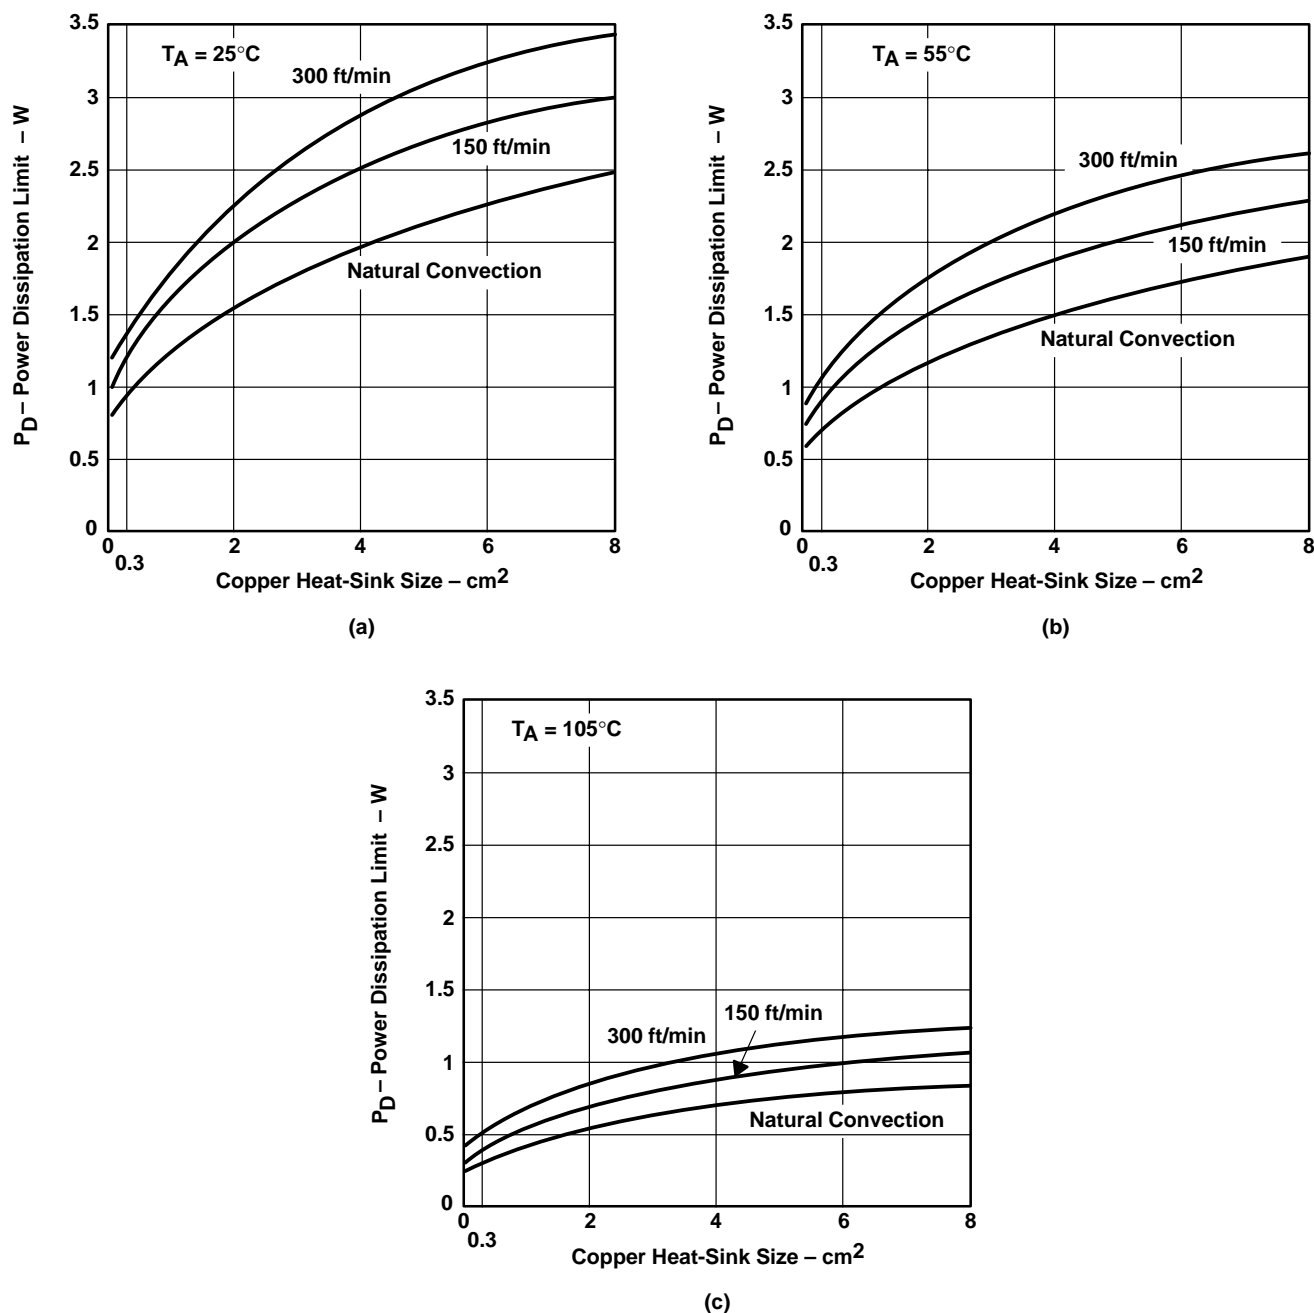 3.5
3
2.5
2
1.5
1
0.5
0
P_D – Power Dissipation Limit – W
T_A = 25°C
300 ft/min
150 ft/min
Natural Convection
0 2 4 6 8
0.3
Copper Heat-Sink Size – cm²
(a)
3.5
3
2.5
2
1.5
1
0.5
0
P_D – Power Dissipation Limit – W
T_A = 55°C
300 ft/min
150 ft/min
Natural Convection
0 2 4 6 8
0.3
Copper Heat-Sink Size – cm²
(b)
3.5
3
2.5
2
1.5
1
0.5
0
P_D – Power Dissipation Limit – W
T_A = 105°C
150 ft/min
300 ft/min
Natural Convection
0 2 4 6 8
0.3
Copper Heat-Sink Size – cm²
(c)